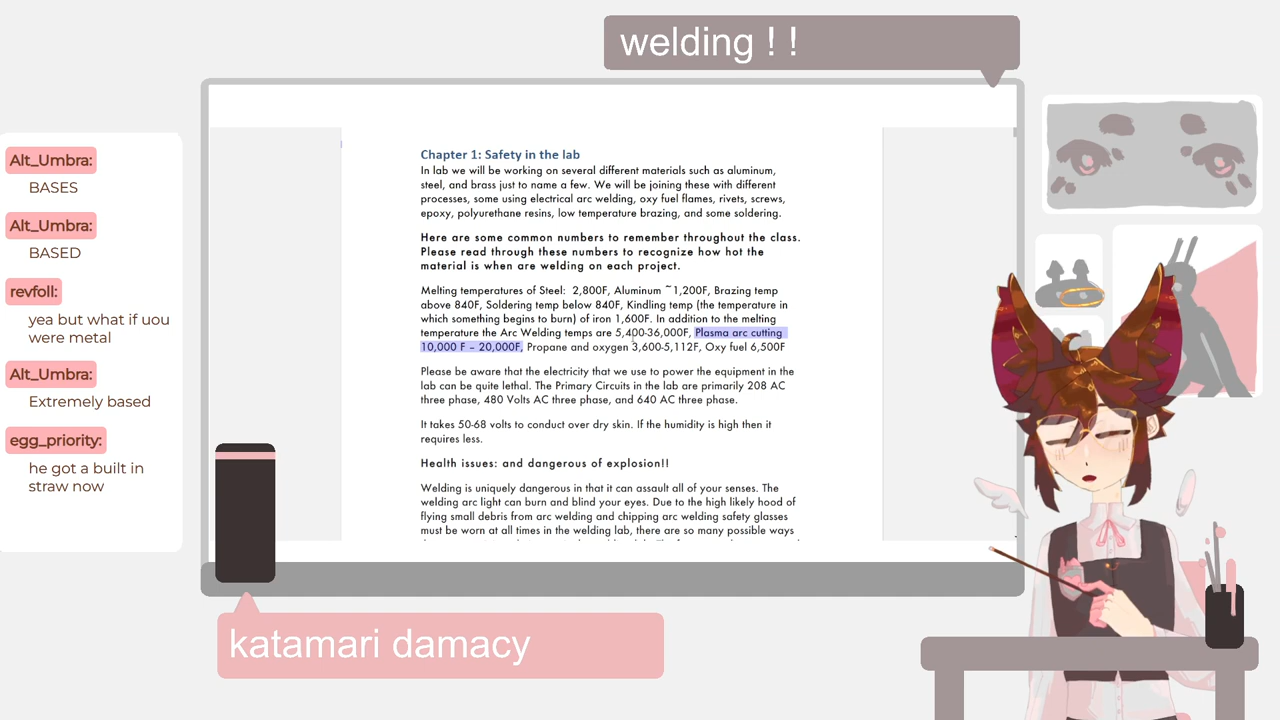 welding ! !
Alt_Umbra:
BASES
Alt_Umbra:
BASED
revfoll:
yea but what if uou
were metal
Alt_Umbra:
Extremely based
egg_priority:
he got a built in
straw now
Chapter 1: Safety in the lab
In lab we will be working on several different materials such as aluminum,
steel, and brass just to name a few. We will be joining these with different
processes, some using electrical arc welding, oxy fuel flames, rivets, screws,
epoxy, polyurethane resins, low temperature brazing, and some soldering.
Here are some common numbers to remember throughout the class.
Please read through these numbers to recognize how hot the
material is when are welding on each project.
Melting temperatures of Steel: 2,800F, Aluminum ~1,200F, Brazing temp
above 840F, Soldering temp below 840F, Kindling temp (the temperature in
which something begins to burn) of iron 1,600F. In addition to the melting
temperature the Arc Welding temps are 5,400-36,000F, Plasma arc cutting
10,000 F – 20,000F, Propane and oxygen 3,600-5,112F, Oxy fuel 6,500F
Please be aware that the electricity that we use to power the equipment in the
lab can be quite lethal. The Primary Circuits in the lab are primarily 208 AC
three phase, 480 Volts AC three phase, and 640 AC three phase.
It takes 50-68 volts to conduct over dry skin. If the humidity is high then it
requires less.
Health issues: and dangerous of explosion!!
Welding is uniquely dangerous in that it can assault all of your senses. The
welding arc light can burn and blind your eyes. Due to the high likely hood of
flying small debris from arc welding and chipping arc welding safety glasses
must be worn at all times in the welding lab, there are so many possible ways
katamari damacy